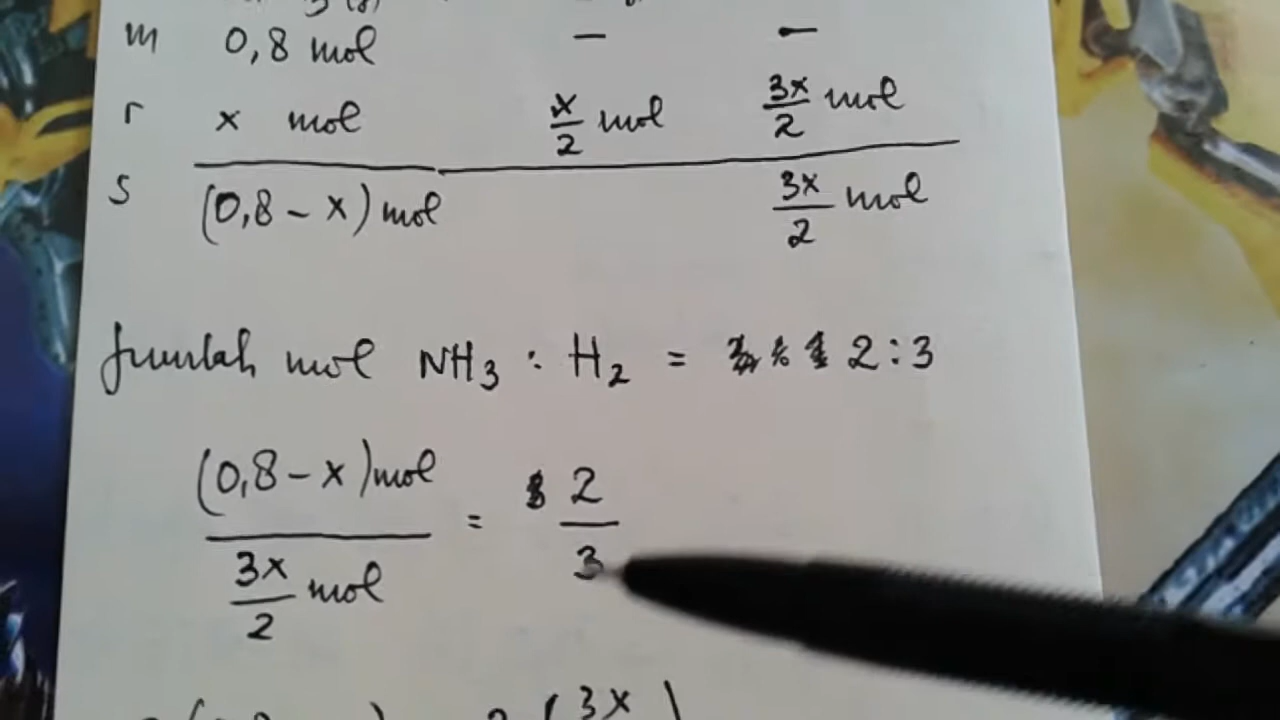 m 0,8 mol – –
r x mol x/2 mol 3x/2 mol
s (0,8 – x) mol 3x/2 mol
Jumlah mol NH₃ : H₂ = 2 : 3
(0,8 – x) mol / 3x/2 mol = 2/3
3x